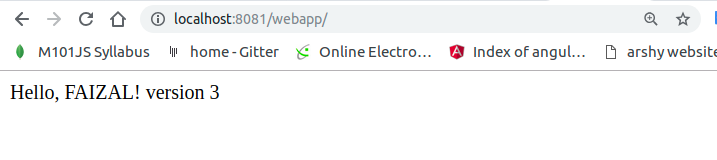 localhost:8081/webapp/
M101JS Syllabus home - Gitter Online Electro... Index of angul... arshy website
Hello, FAIZAL! version 3